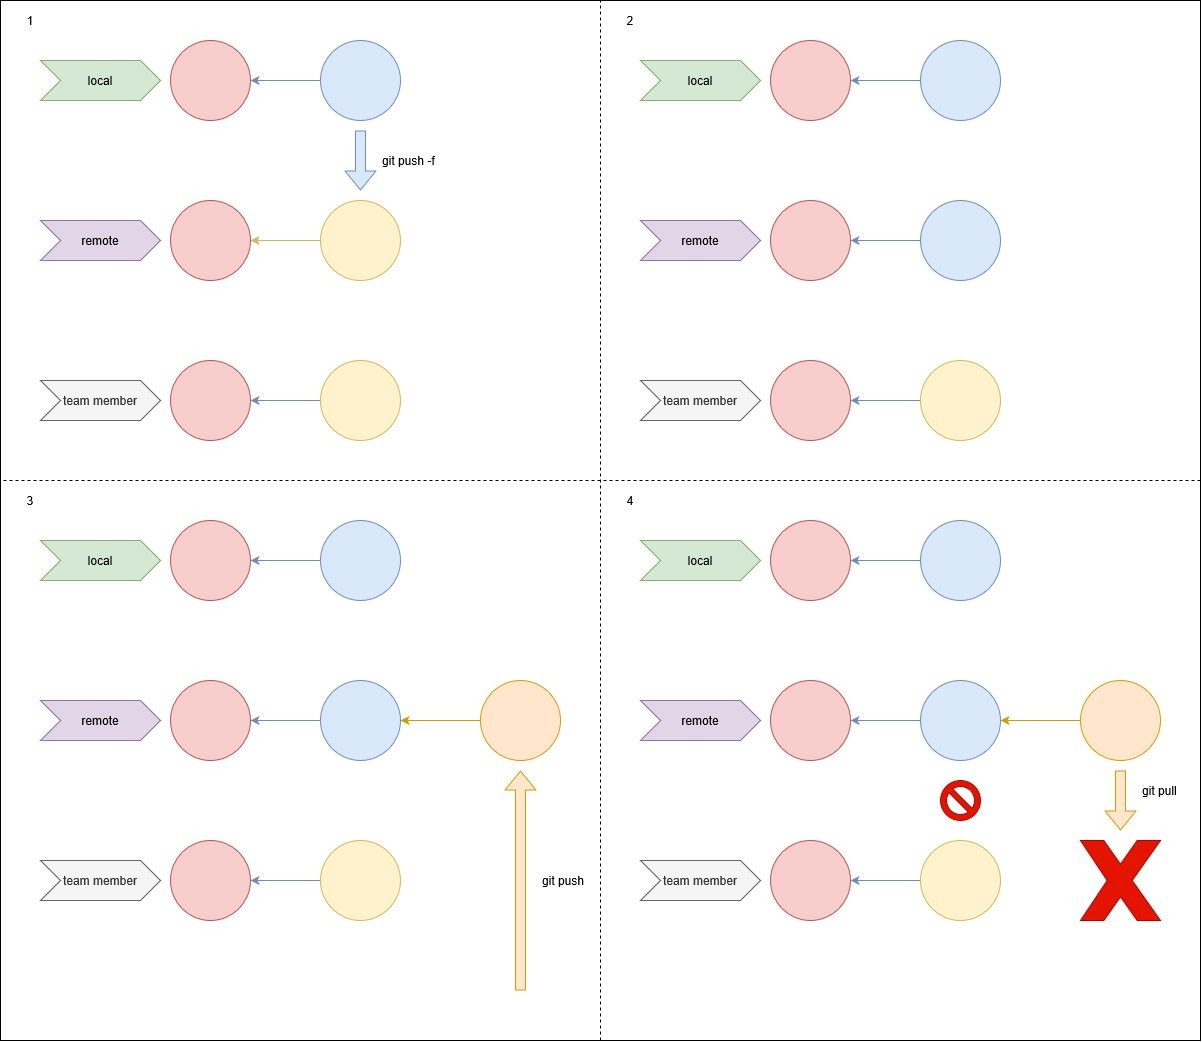 1
local
git push -f
remote
team member
2
local
remote
team member
3
local
remote
team member
git push
4
local
remote
git pull
team member